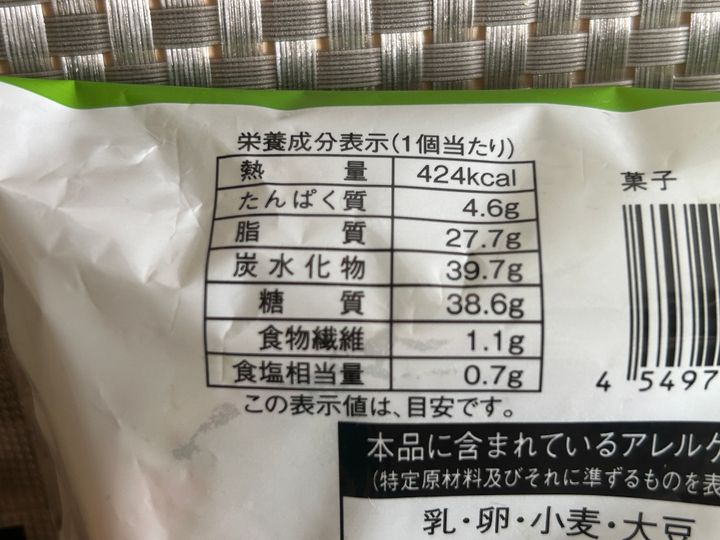 栄養成分表示(1個当たり)
熱量 424kcal
たんぱく質 4.6g
脂質 27.7g
炭水化物 39.7g
糖質 38.6g
食物繊維 1.1g
食塩相当量 0.7g
この表示値は、目安です。
菓子
4 5497
本品に含まれているアレルゲ
(特定原材料及びそれに準ずるものを表
乳・卵・小麦・大豆